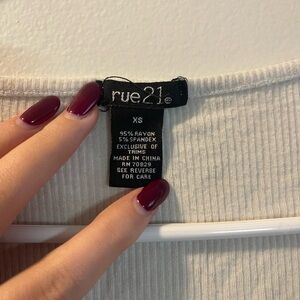 rue21®
XS
95% RAYON
5% SPANDEX
EXCLUSIVE OF
TRIMS
MADE IN CHINA
RN 70829
SEE REVERSE
FOR CARE